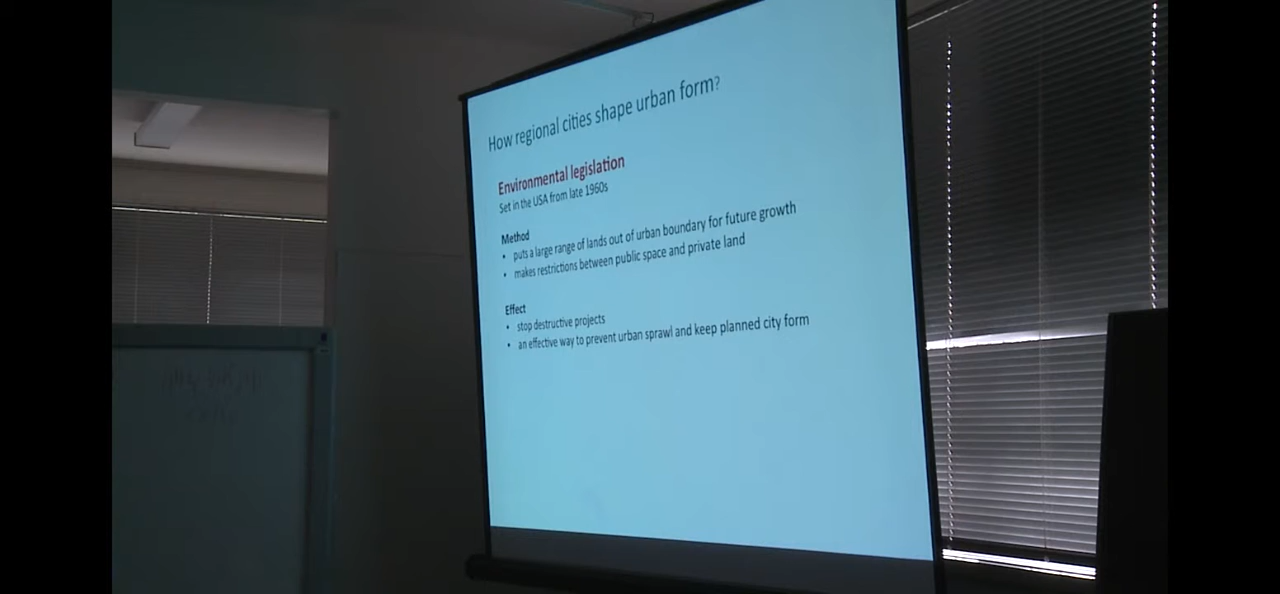 How regional cities shape urban form?
Environmental legislation
Set in the USA from late 1960s
Method
• puts a large range of lands out of urban boundary for future growth
• makes restrictions between public space and private land
Effect
• stop destructive projects
• an effective way to prevent urban sprawl and keep planned city form